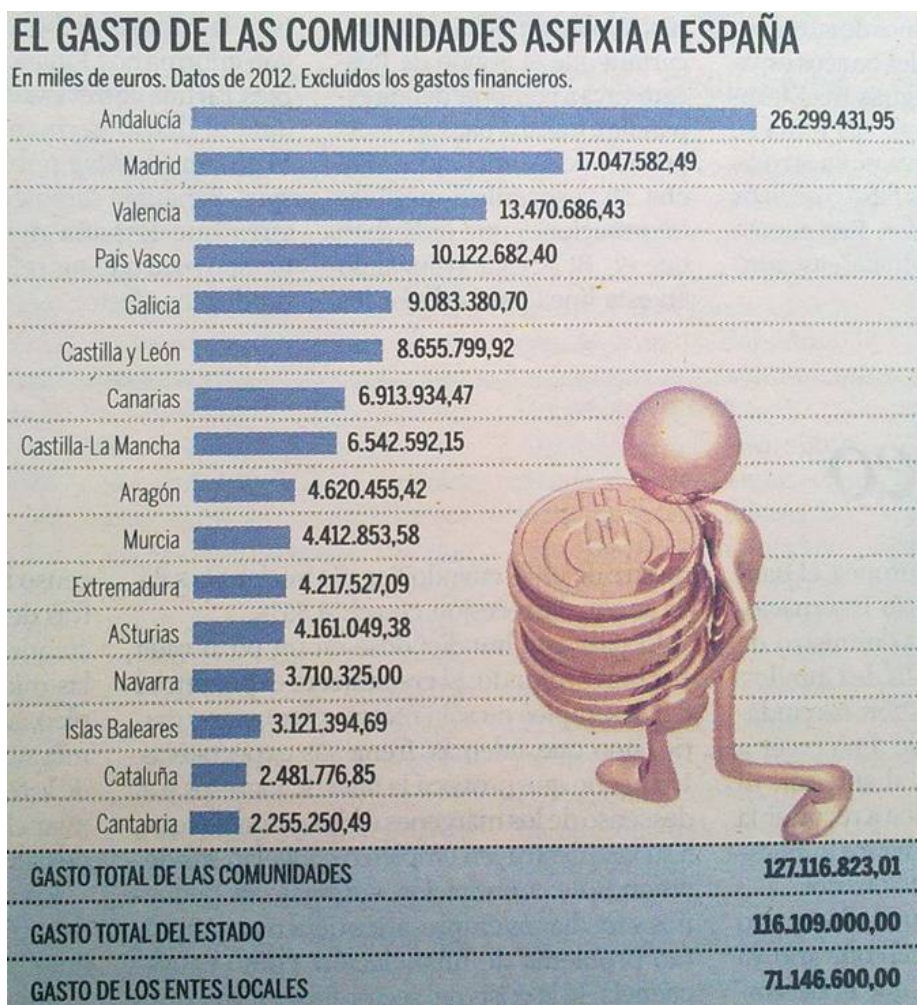 EL GASTO DE LAS COMUNIDADES ASFIXIA A ESPAÑA
En miles de euros. Datos de 2012. Excluidos los gastos financieros.
Andalucía 26.299.431,95
Madrid 17.047.582,49
Valencia 13.470.686,43
Pais Vasco 10.122.682,40
Galicia 9.083.380,70
Castilla y León 8.655.799,92
Canarias 6.913.934,47
Castilla-La Mancha 6.542.592,15
Aragón 4.620.455,42
Murcia 4.412.853,58
Extremadura 4.217.527,09
ASturias 4.161.049,38
Navarra 3.710.325,00
Islas Baleares 3.121.394,69
Cataluña 2.481.776,85
Cantabria 2.255.250,49
GASTO TOTAL DE LAS COMUNIDADES 127.116.823,01
GASTO TOTAL DEL ESTADO 116.109.000,00
GASTO DE LOS ENTES LOCALES 71.146.600,00